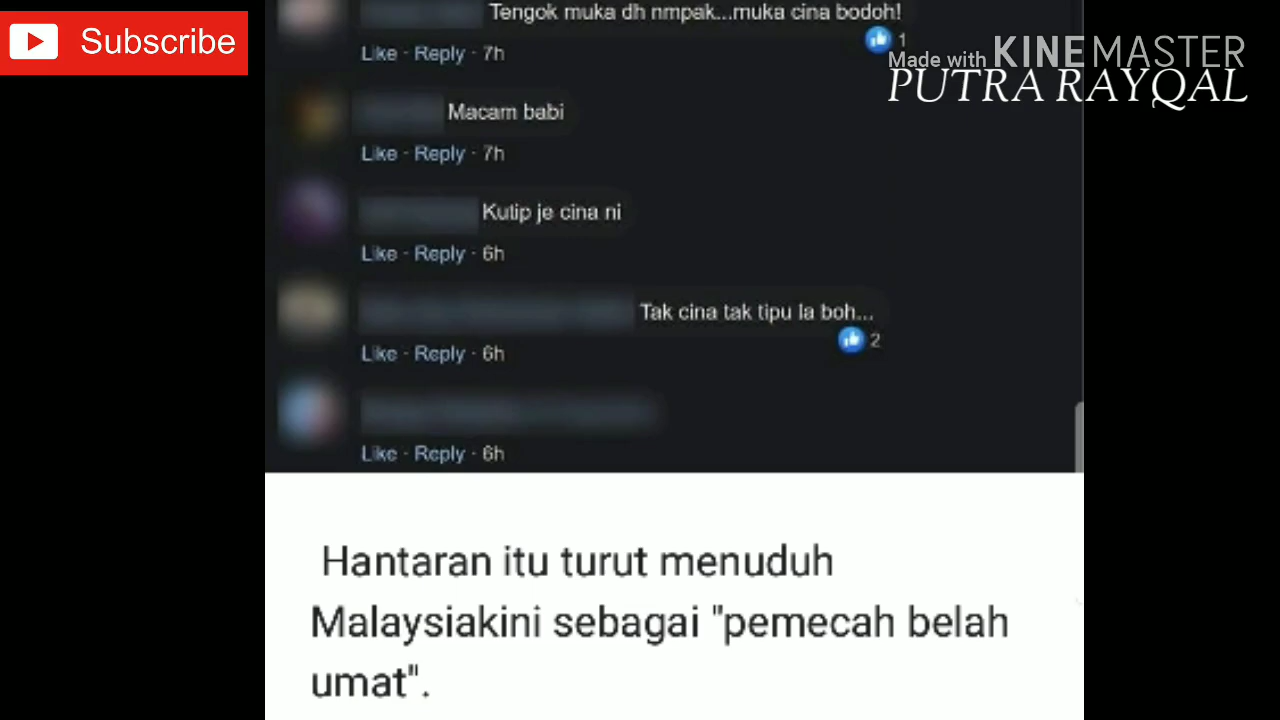 Subscribe
Made with KINEMASTER
PUTRA RAYQAL
Tengok muka dh nmpak...muka cina bodoh!
1
Like · Reply · 7h
Macam babi
Like · Reply · 7h
Kutip je cina ni
Like · Reply · 6h
Tak cina tak tipu la boh...
2
Like · Reply · 6h
Like · Reply · 6h
Hantaran itu turut menuduh
Malaysiakini sebagai "pemecah belah
umat".